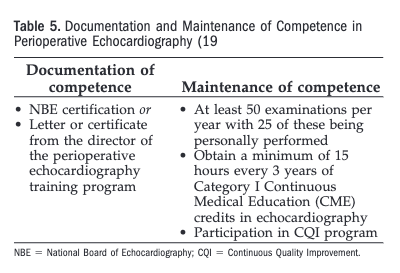 Table 5. Documentation and Maintenance of Competence in
Perioperative Echocardiography (19
Documentation of
competence
• NBE certification or
• Letter or certificate
from the director of
the perioperative
echocardiography
training program
Maintenance of competence
• At least 50 examinations per
year with 25 of these being
personally performed
• Obtain a minimum of 15
hours every 3 years of
Category I Continuous
Medical Education (CME)
credits in echocardiography
• Participation in CQI program
NBE = National Board of Echocardiography; CQI = Continuous Quality Improvement.